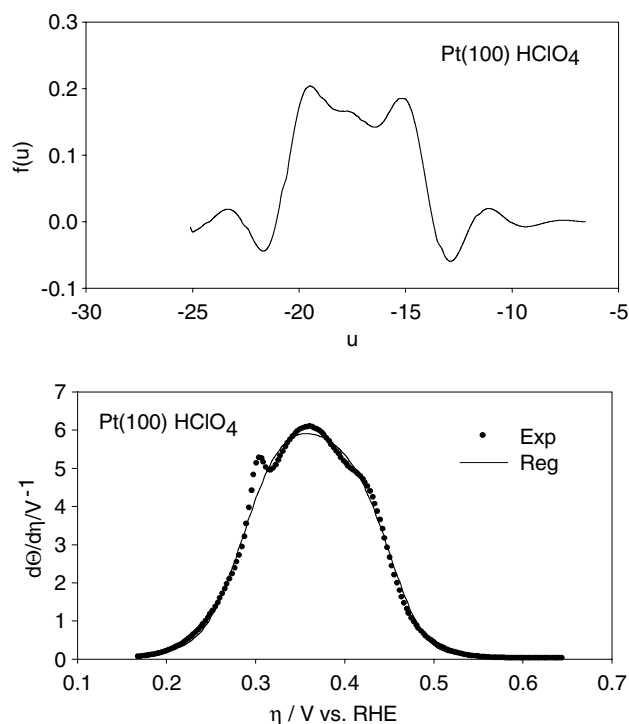 Pt(100) HClO4
0.3
0.2
0.1
0.0
-0.1
f(u)
-30 -25 -20 -15 -10 -5
u
Pt(100) HClO4
Exp
Reg
7
6
5
4
3
2
1
0
dΘ/dη/V-1
0.1 0.2 0.3 0.4 0.5 0.6 0.7
η / V vs. RHE